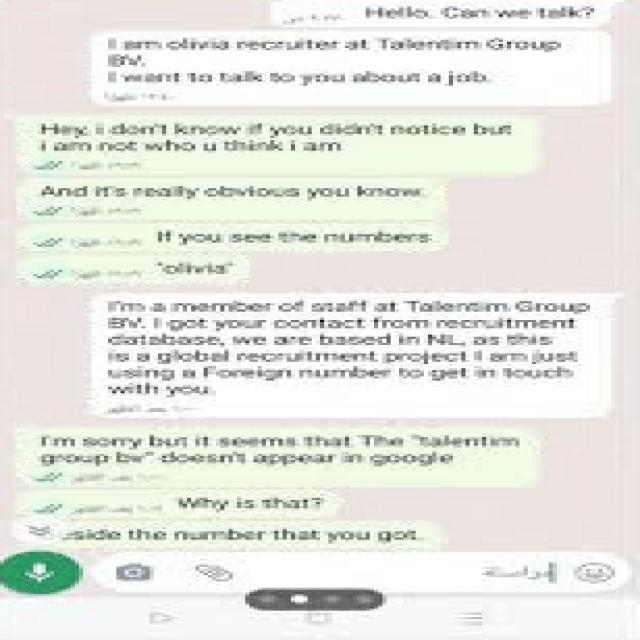 Hello. Can we talk?
I am olivia recruiter at Talentim Group
BV.
I want to talk to you about a job.
Hey, i don't know if you didn't notice but
i am not who u think i am
And it's really obvious you know.
If you see the numbers
"olivia"
I'm a member of staff at Talentim Group
BV. I got your contact from recruitment
database, we are based in NL, as this
is a global recruitment project I am just
using a Foreign number to get in touch
with you.
I'm sorry but it seems that The "talentim
group bv" doesn't appear in google
Why is that?
side the number that you got.